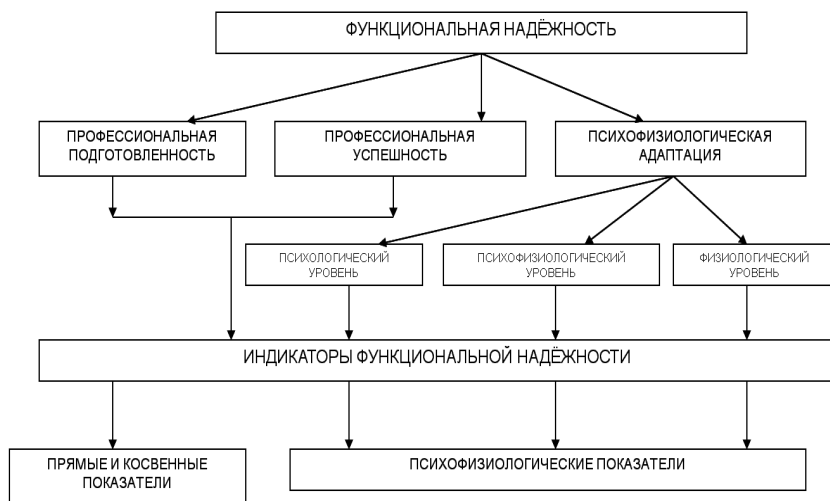 ФУНКЦИОНАЛЬНАЯ НАДЁЖНОСТЬ
ПРОФЕССИОНАЛЬНАЯ
ПОДГОТОВЛЕННОСТЬ
ПРОФЕССИОНАЛЬНАЯ
УСПЕШНОСТЬ
ПСИХОФИЗИОЛОГИЧЕСКАЯ
АДАПТАЦИЯ
ПСИХОЛОГИЧЕСКИЙ
УРОВЕНЬ
ПСИХОФИЗИОЛОГИЧЕСКИЙ
УРОВЕНЬ
ФИЗИОЛОГИЧЕСКИЙ
УРОВЕНЬ
ИНДИКАТОРЫ ФУНКЦИОНАЛЬНОЙ НАДЁЖНОСТИ
ПРЯМЫЕ И КОСВЕННЫЕ
ПОКАЗАТЕЛИ
ПСИХОФИЗИОЛОГИЧЕСКИЕ ПОКАЗАТЕЛИ